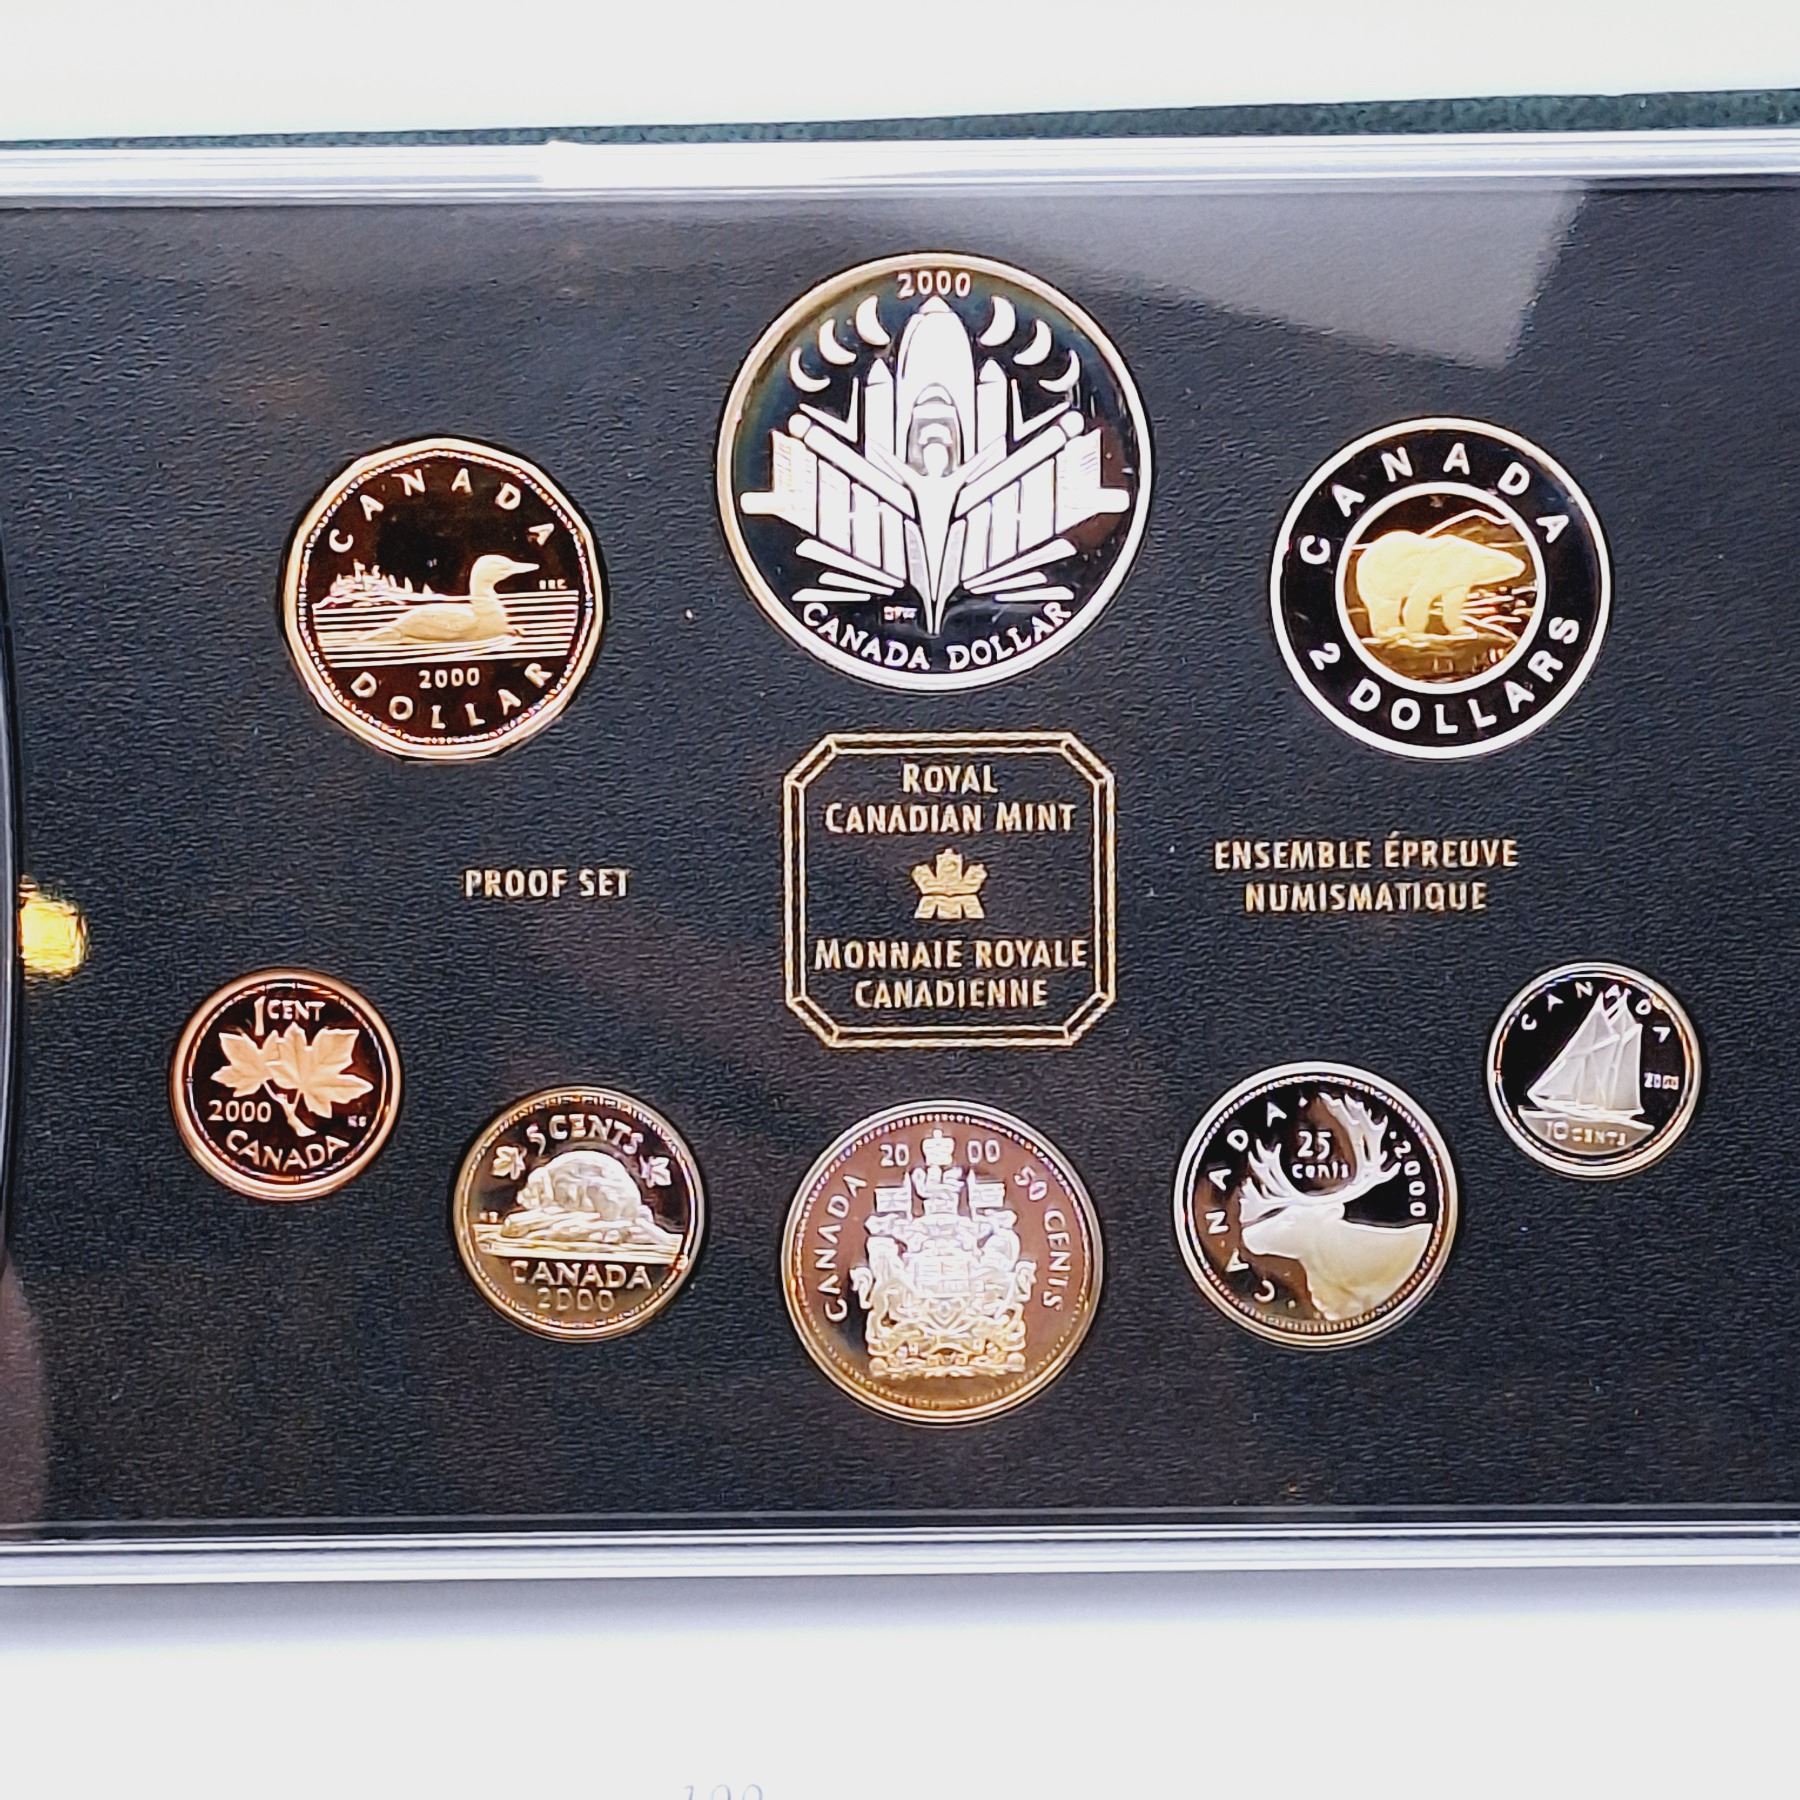 2000
CANADA DOLLAR
CANADA
2000
DOLLAR
CANADA
2 DOLLARS
ROYAL
CANADIAN MINT
MONNAIE ROYALE
CANADIENNE
PROOF SET
ENSEMBLE ÉPREUVE
NUMISMATIQUE
1 CENT
2000
CANADA
5 CENTS
CANADA
2000
20 00
CANADA
50 CENTS
CANADA
25
cents
2000
CANADA
2000
10 CENTS